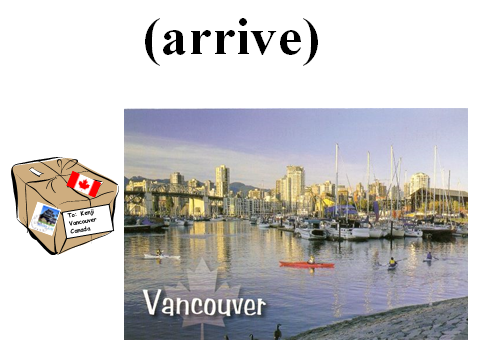 (arrive)
To: Kenji
Vancouver
Canada
Vancouver